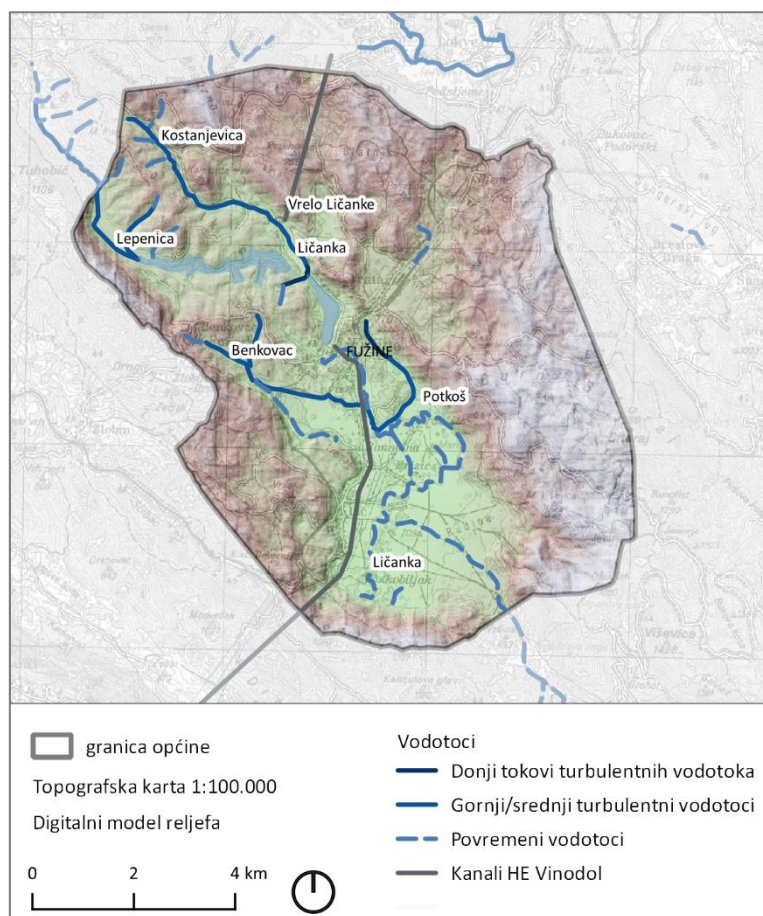 Kostanjevica
Vrelo Ličanke
Lepenica
Ličanka
Benkovac
FUŽINE
Potkoš
Ličanka
granica općine
Topografska karta 1:100.000
Digitalni model reljefa
0 2 4 km
Vodotoci
Donji tokovi turbulentnih vodotoka
Gornji/srednji turbulentni vodotoci
Povremeni vodotoci
Kanali HE Vinodol